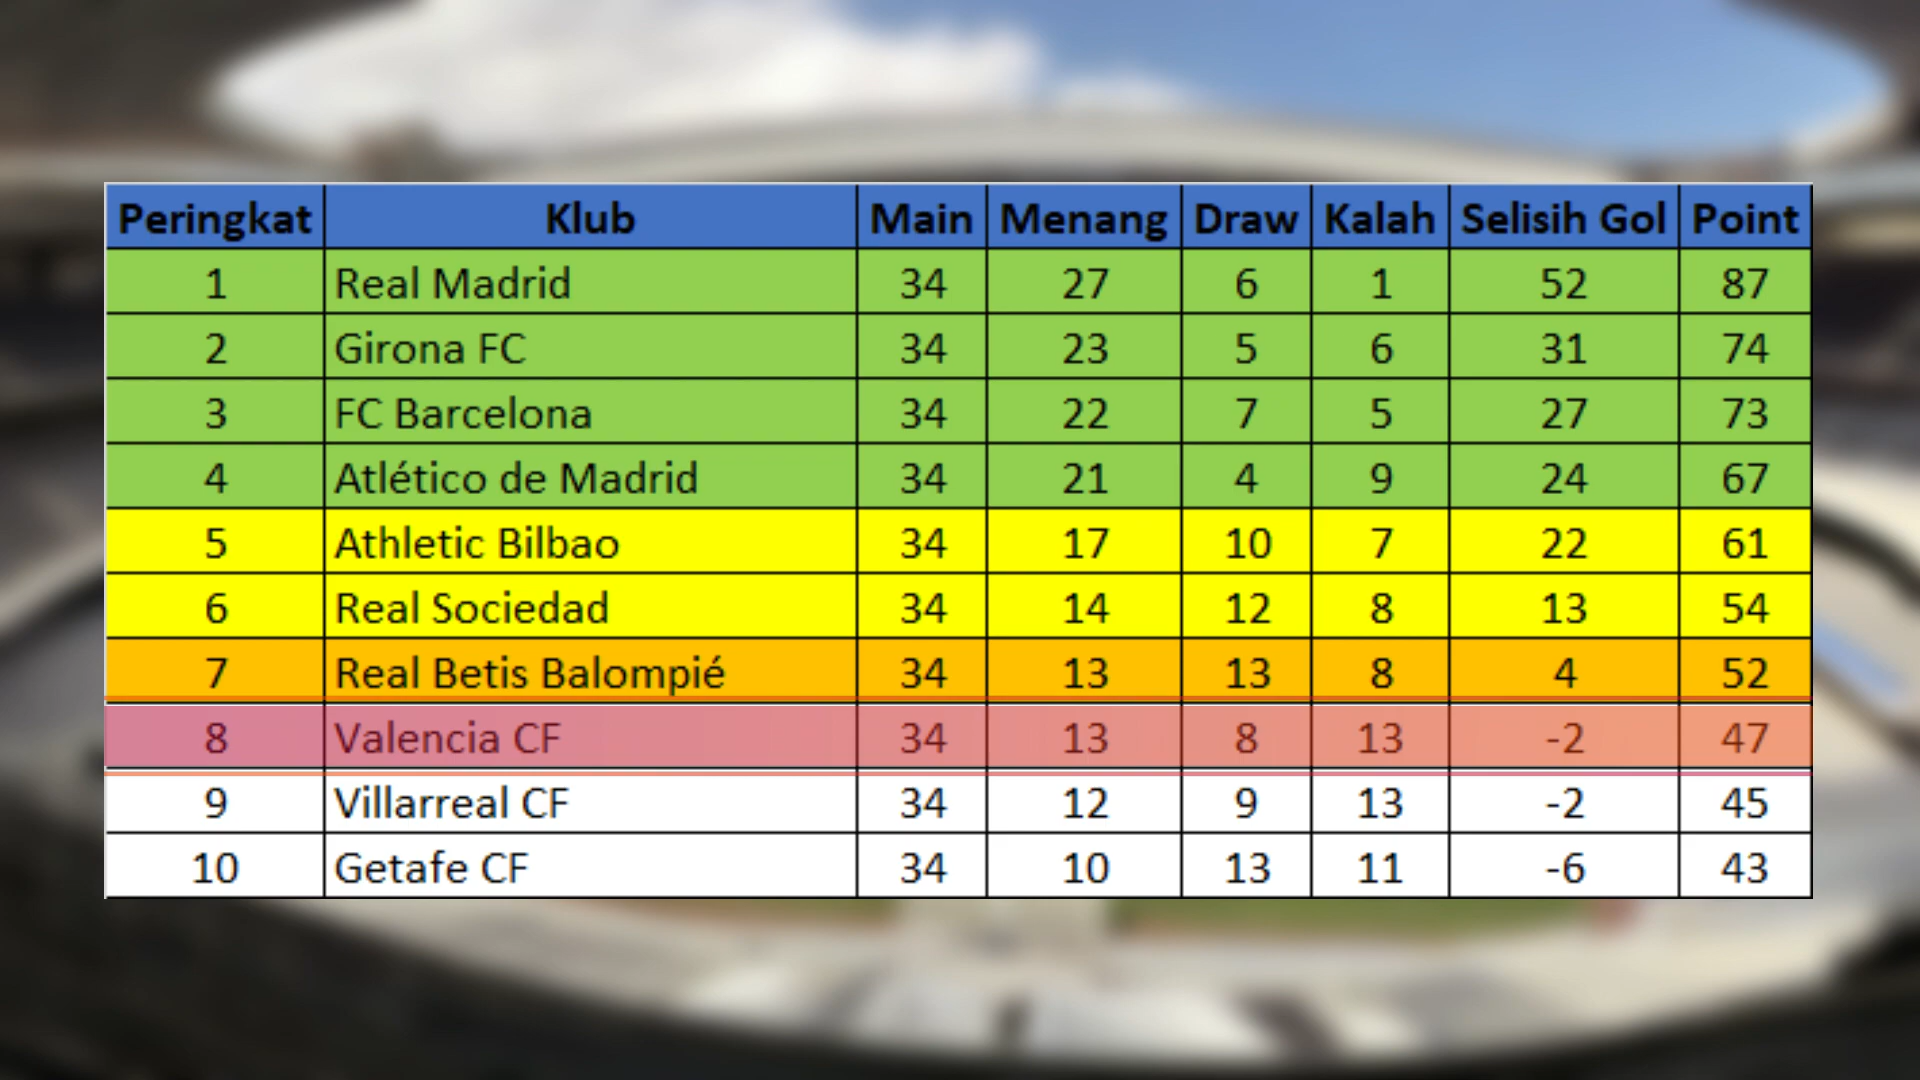 Peringkat Klub Main Menang Draw Kalah Selisih Gol Point
1 Real Madrid 34 27 6 1 52 87
2 Girona FC 34 23 5 6 31 74
3 FC Barcelona 34 22 7 5 27 73
4 Atlético de Madrid 34 21 4 9 24 67
5 Athletic Bilbao 34 17 10 7 22 61
6 Real Sociedad 34 14 12 8 13 54
7 Real Betis Balompié 34 13 13 8 4 52
8 Valencia CF 34 13 8 13 -2 47
9 Villarreal CF 34 12 9 13 -2 45
10 Getafe CF 34 10 13 11 -6 43